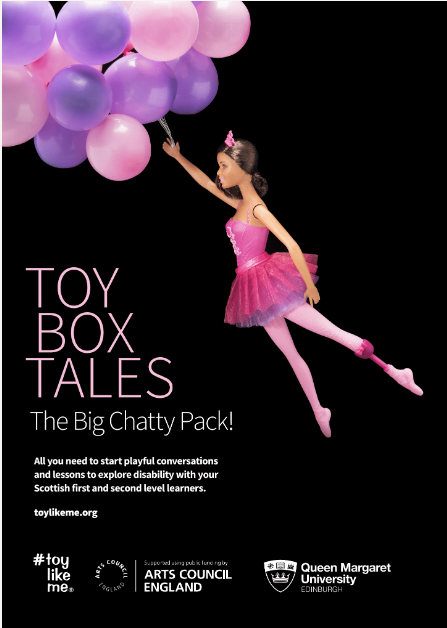 TOY
BOX
TALES
The Big Chatty Pack!
All you need to start playful conversations
and lessons to explore disability with your
Scottish first and second level learners.
toylikeme.org
#toy
like
me®
ARTS COUNCIL
ENGLAND
Supported using public funding by
ARTS COUNCIL
ENGLAND
Queen Margaret
University
EDINBURGH